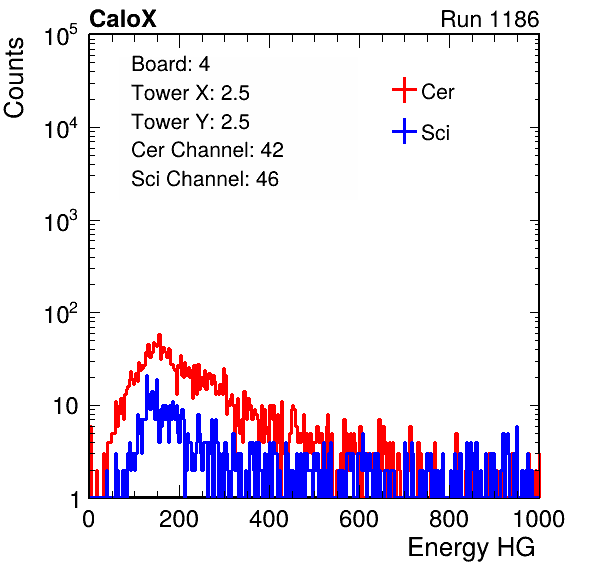 CaloX Run 1186
Counts
10^5
10^4
10^3
10^2
10
1
Board: 4
Tower X: 2.5
Tower Y: 2.5
Cer Channel: 42
Sci Channel: 46
Cer
Sci
0 200 400 600 800 1000
Energy HG